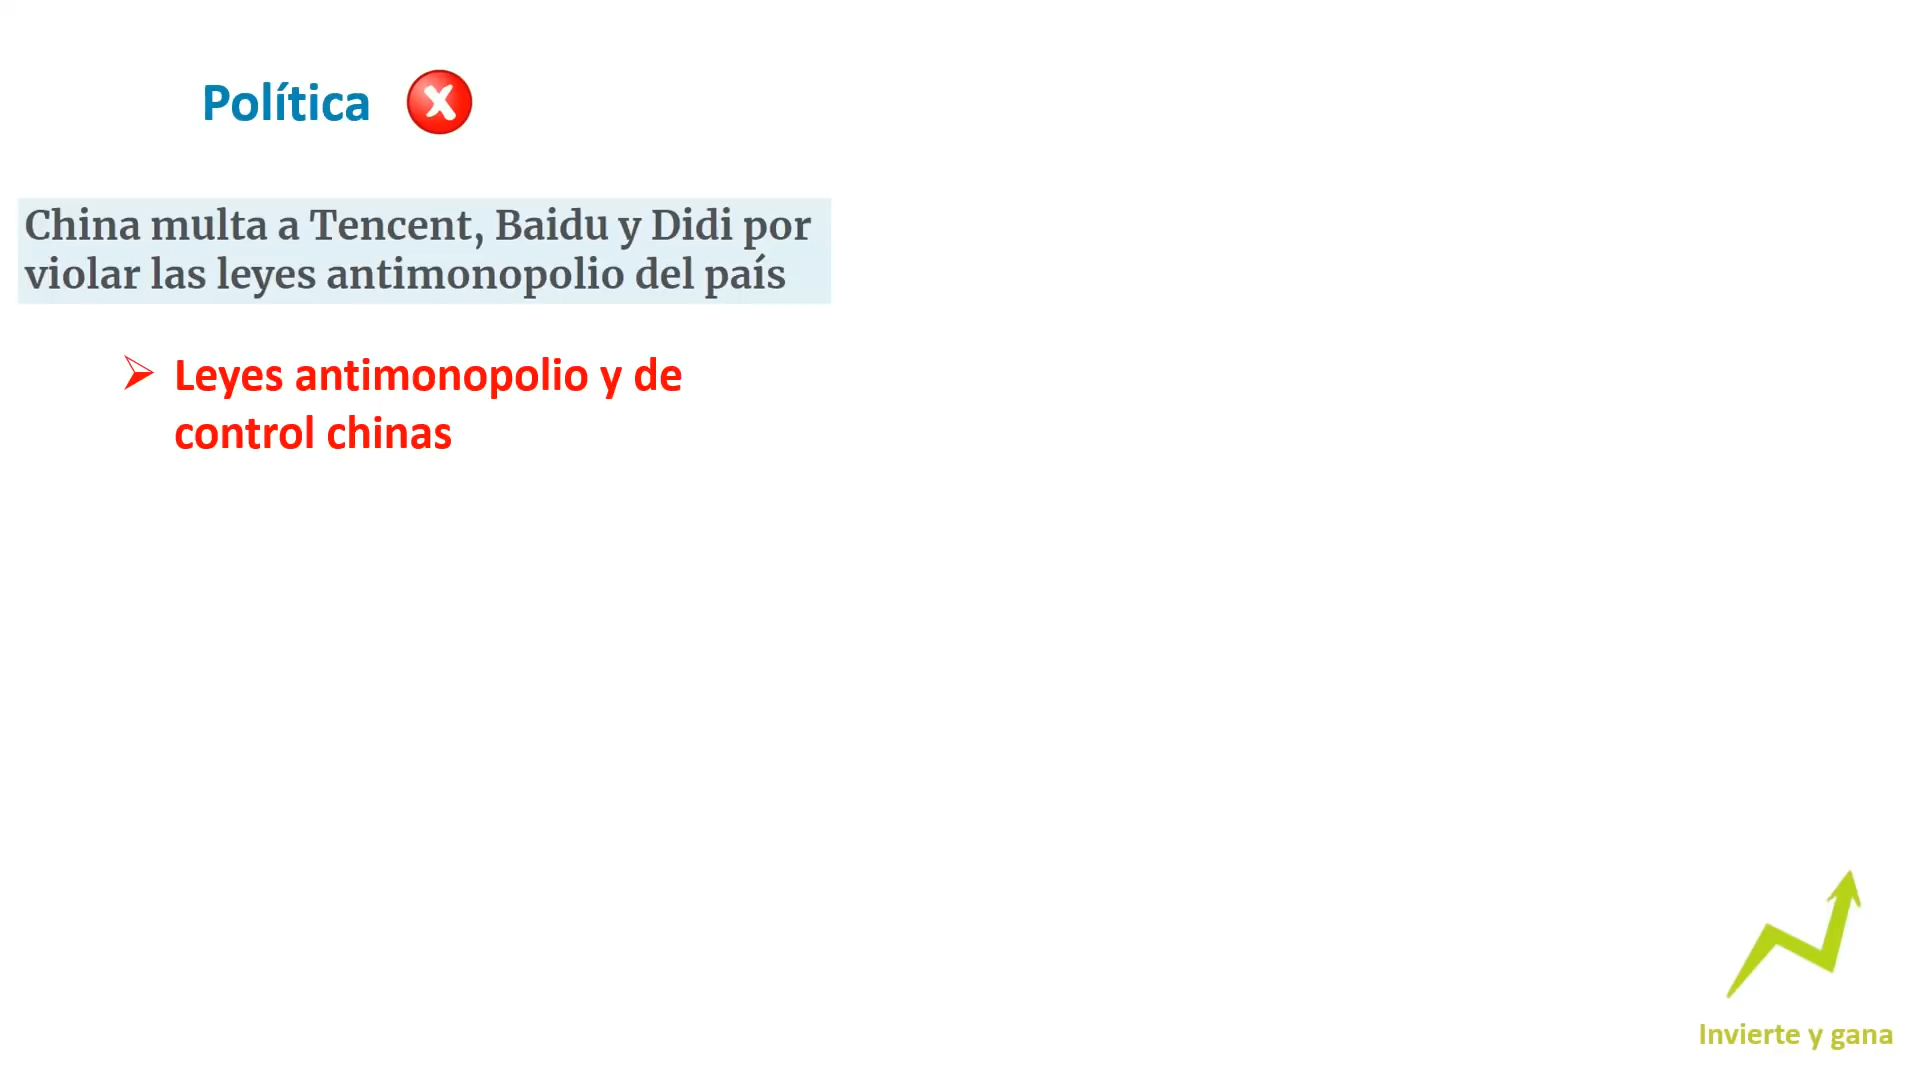 Política
China multa a Tencent, Baidu y Didi por
violar las leyes antimonopolio del país
Leyes antimonopolio y de
control chinas
Invierte y gana